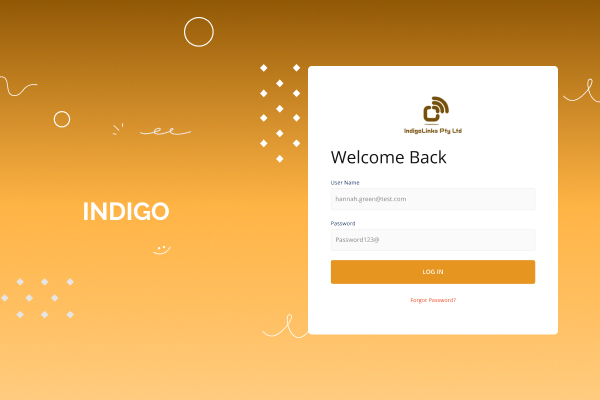 INDIGO
IndigoLinks Pty Ltd
Welcome Back
User Name
hannah.green@test.com
Password
Password123@
LOG IN
Forgot Password?